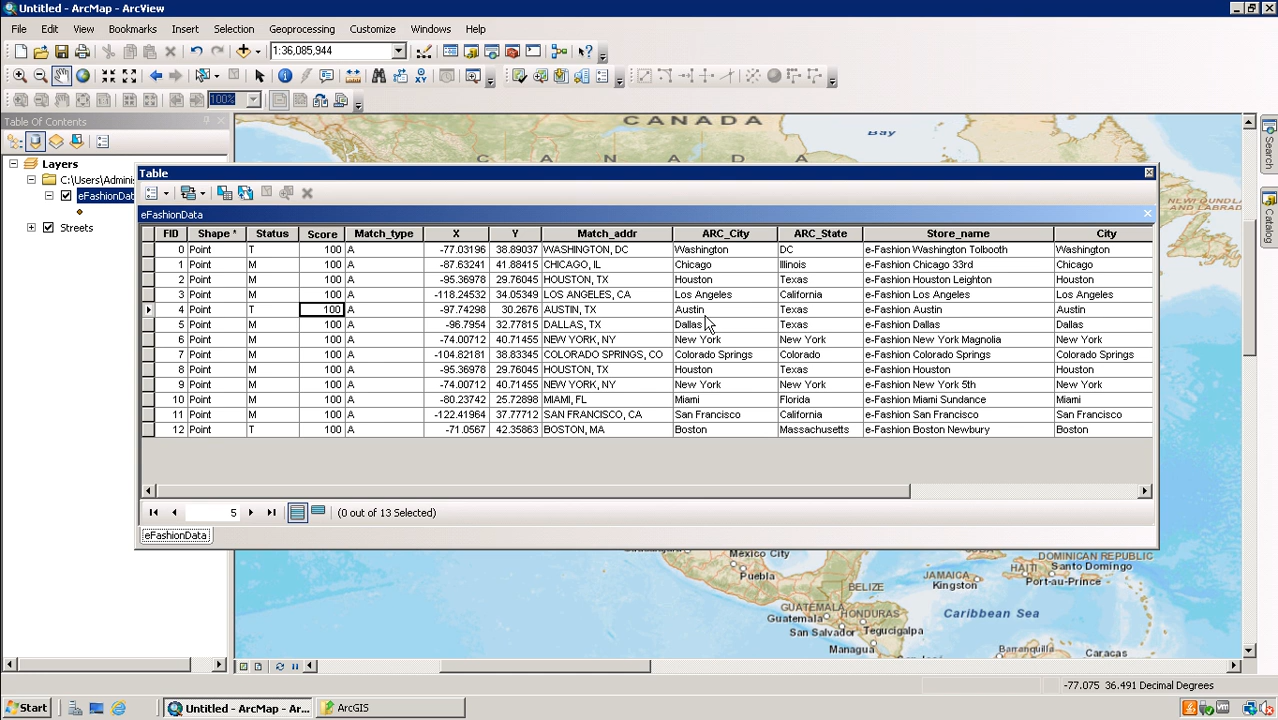 Untitled - ArcMap - ArcView
File Edit View Bookmarks Insert Selection Geoprocessing Customize Windows Help
1:36,085,944
100%
Table Of Contents
Layers
C:\Users\Adminis
eFashionDat
Streets
CANADA
C A N A D A
Bay
Search
Catalog
Table
eFashionData
FID Shape * Status Score Match_type X Y Match_addr ARC_City ARC_State Store_name City
0 Point T 100 A -77.03196 38.89037 WASHINGTON, DC Washington DC e-Fashion Washington Tolbooth Washington
1 Point M 100 A -87.63241 41.88415 CHICAGO, IL Chicago Illinois e-Fashion Chicago 33rd Chicago
2 Point M 100 A -95.36978 29.76045 HOUSTON, TX Houston Texas e-Fashion Houston Leighton Houston
3 Point M 100 A -118.24532 34.05349 LOS ANGELES, CA Los Angeles California e-Fashion Los Angeles Los Angeles
4 Point T 100 A -97.74298 30.2676 AUSTIN, TX Austin Texas e-Fashion Austin Austin
5 Point M 100 A -96.7954 32.77815 DALLAS, TX Dallas Texas e-Fashion Dallas Dallas
6 Point M 100 A -74.00712 40.71455 NEW YORK, NY New York New York e-Fashion New York Magnolia New York
7 Point M 100 A -104.82181 38.83345 COLORADO SPRINGS, CO Colorado Springs Colorado e-Fashion Colorado Springs Colorado Springs
8 Point M 100 A -95.36978 29.76045 HOUSTON, TX Houston Texas e-Fashion Houston Houston
9 Point M 100 A -74.00712 40.71455 NEW YORK, NY New York New York e-Fashion New York 5th New York
10 Point M 100 A -80.23742 25.72898 MIAMI, FL Miami Florida e-Fashion Miami Sundance Miami
11 Point M 100 A -122.41964 37.77712 SAN FRANCISCO, CA San Francisco California e-Fashion San Francisco San Francisco
12 Point T 100 A -71.0567 42.35863 BOSTON, MA Boston Massachusetts e-Fashion Boston Newbury Boston
5 (0 out of 13 Selected)
eFashionData
Mexico City
Puebla
BELIZE
GUATEMALA
HONDURAS
Guatemala
Tegucigalpa
San Salvador
Managua
JAMAICA
Kingston
HAITI
DOMINICAN REPUBLIC
Santo Domingo
Port-au-Prince
Caribbean Sea
Barranquilla
Caracas
-77.075 36.491 Decimal Degrees
Start Untitled - ArcMap - Ar... ArcGIS